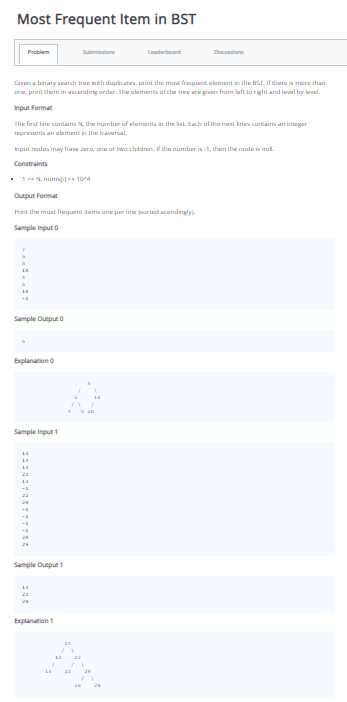 Most Frequent Item in BST
Problem Submissions Leaderboard Discussions
Given a binary search tree with duplicates, print the most frequent element in the BST. If there is more than
one, print them in ascending order. The elements of the tree are given from left to right and level by level.
Input Format
The first line contains N, the number of elements in the list. Each of the next lines contains an integer
represents an element in the traversal.
Input nodes may have zero, one or two children. If the number is -1, then the node is null.
Constraints
• 1 <= N, nums[i] <= 10^4
Output Format
Print the most frequent items one per line (sorted acendingly).
Sample Input 0
7
5
5
18
4
5
18
-1
Sample Output 0
5
Explanation 0
5
/ \
5 18
/ \ /
4 5 18
Sample Input 1
13
14
13
22
13
-1
22
29
-1
-1
-1
-1
28
29
Sample Output 1
13
22
29
Explanation 1
14
/ \
13 22
/ / \
13 22 29
/ \
28 29